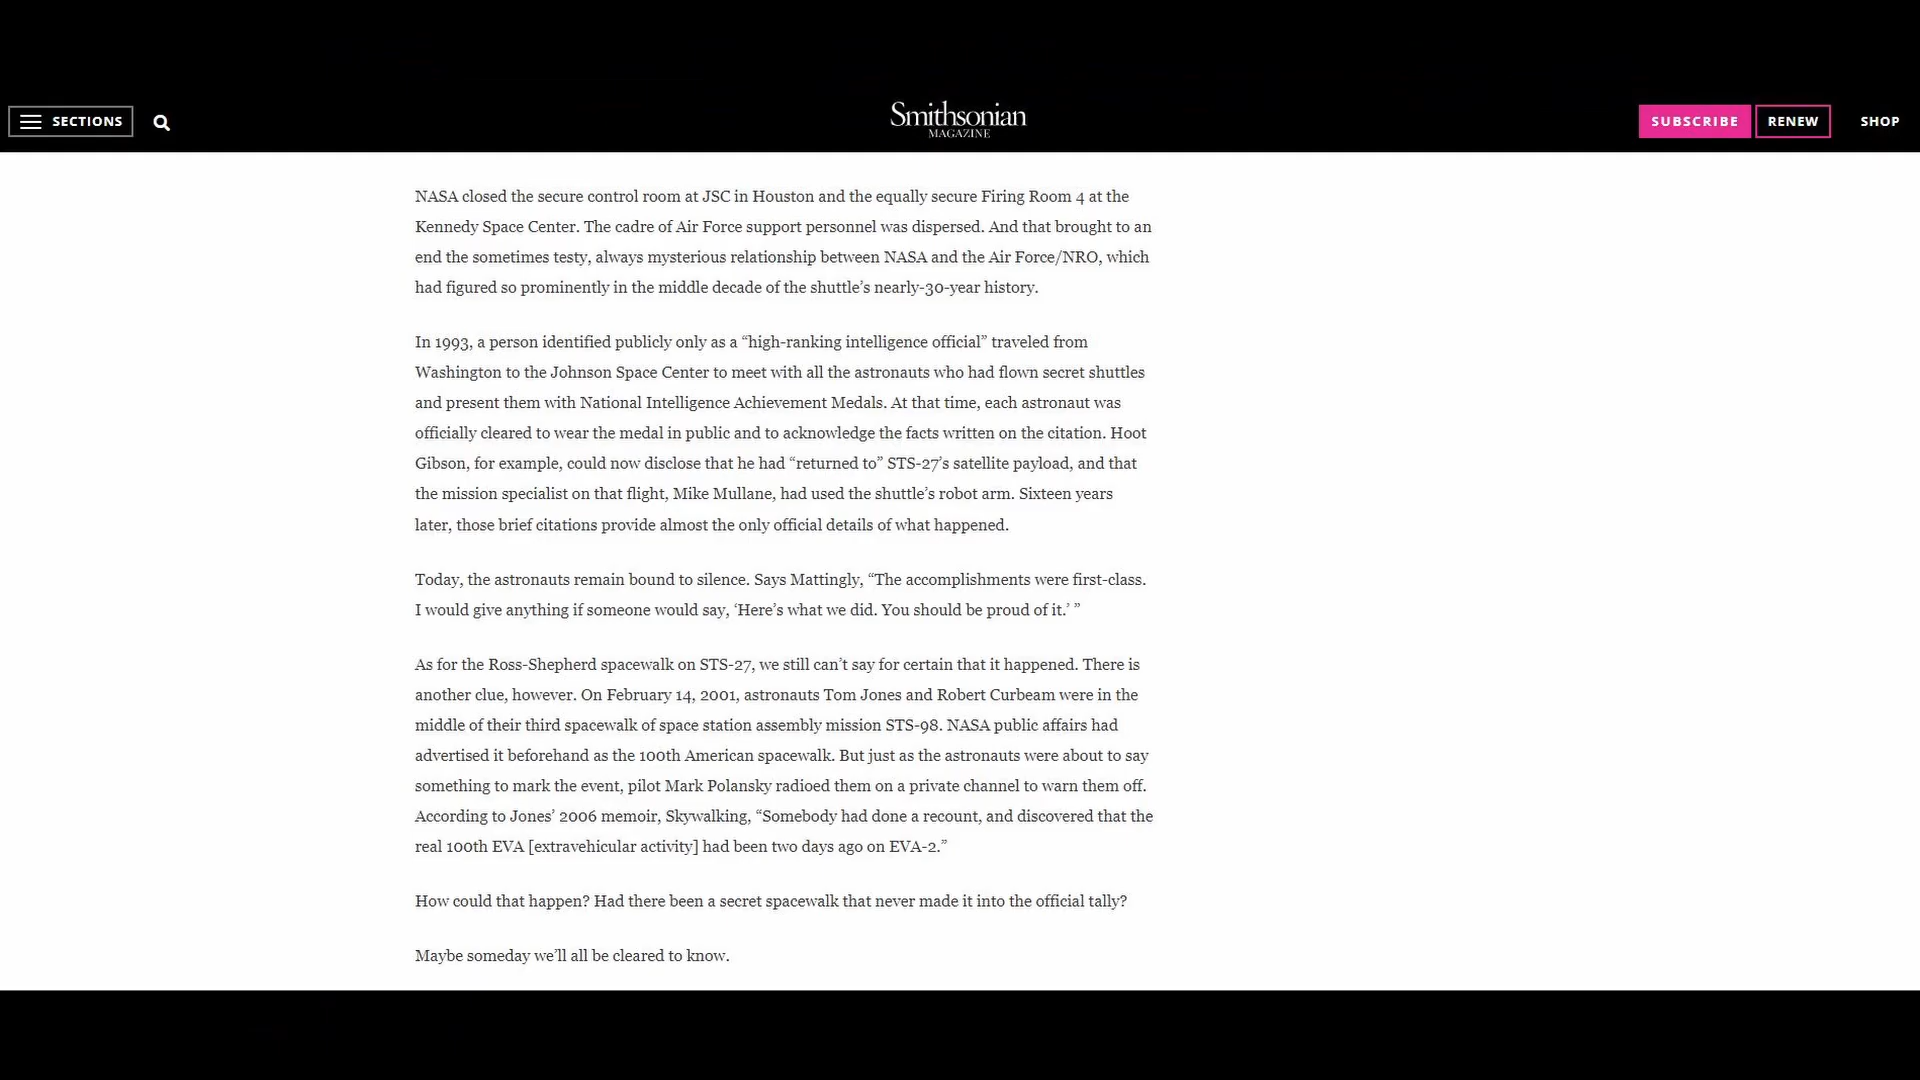 SECTIONS
Smithsonian
MAGAZINE
SUBSCRIBE
RENEW
SHOP
NASA closed the secure control room at JSC in Houston and the equally secure Firing Room 4 at the
Kennedy Space Center. The cadre of Air Force support personnel was dispersed. And that brought to an
end the sometimes testy, always mysterious relationship between NASA and the Air Force/NRO, which
had figured so prominently in the middle decade of the shuttle’s nearly-30-year history.
In 1993, a person identified publicly only as a “high-ranking intelligence official” traveled from
Washington to the Johnson Space Center to meet with all the astronauts who had flown secret shuttles
and present them with National Intelligence Achievement Medals. At that time, each astronaut was
officially cleared to wear the medal in public and to acknowledge the facts written on the citation. Hoot
Gibson, for example, could now disclose that he had “returned to” STS-27’s satellite payload, and that
the mission specialist on that flight, Mike Mullane, had used the shuttle’s robot arm. Sixteen years
later, those brief citations provide almost the only official details of what happened.
Today, the astronauts remain bound to silence. Says Mattingly, “The accomplishments were first-class.
I would give anything if someone would say, ‘Here’s what we did. You should be proud of it.’ ”
As for the Ross-Shepherd spacewalk on STS-27, we still can’t say for certain that it happened. There is
another clue, however. On February 14, 2001, astronauts Tom Jones and Robert Curbeam were in the
middle of their third spacewalk of space station assembly mission STS-98. NASA public affairs had
advertised it beforehand as the 100th American spacewalk. But just as the astronauts were about to say
something to mark the event, pilot Mark Polansky radioed them on a private channel to warn them off.
According to Jones’ 2006 memoir, Skywalking, “Somebody had done a recount, and discovered that the
real 100th EVA [extravehicular activity] had been two days ago on EVA-2.”
How could that happen? Had there been a secret spacewalk that never made it into the official tally?
Maybe someday we’ll all be cleared to know.